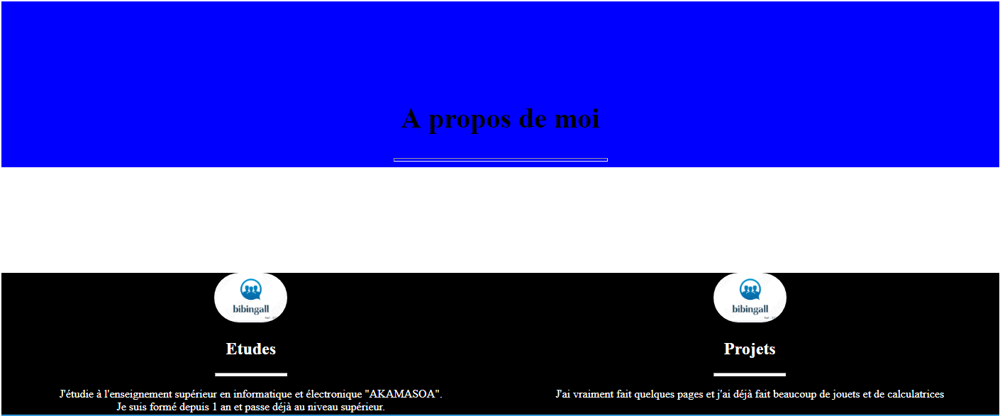 A propos de moi
bibingall
bibingall
Etudes
Projets
J'étudie à l'enseignement supérieur en informatique et électronique "AKAMASOA".
Je suis formé depuis 1 an et passe déjà au niveau supérieur.
J'ai vraiment fait quelques pages et j'ai déjà fait beaucoup de jouets et de calculatrices